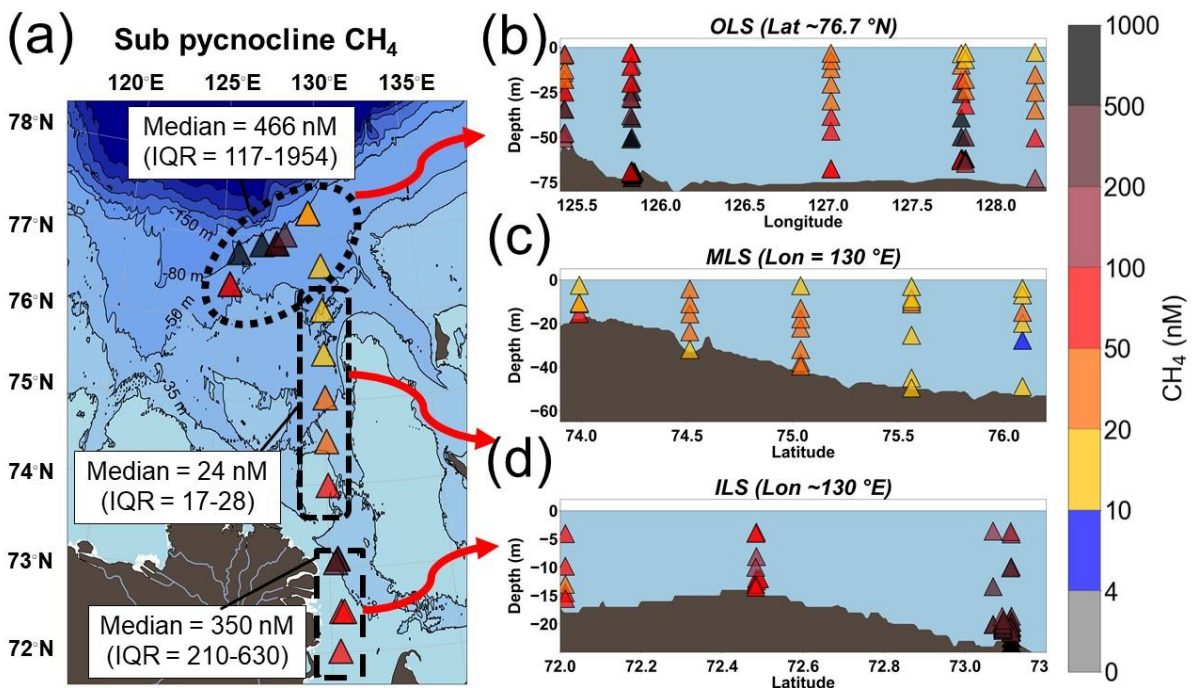 (a)
Sub pycnocline CH₄
120°E 125°E 130°E 135°E
78°N
77°N
76°N
75°N
74°N
73°N
72°N
Median = 466 nM
(IQR = 117-1954)
-150 m
-80 m
-50 m
-35 m
Median = 24 nM
(IQR = 17-28)
Median = 350 nM
(IQR = 210-630)
(b)
OLS (Lat ~76.7 °N)
Depth (m)
0
−25
−50
−75
125.5 126.0 126.5 127.0 127.5 128.0
Longitude
(c)
MLS (Lon = 130 °E)
Depth (m)
0
−20
−40
−60
74.0 74.5 75.0 75.5 76.0
Latitude
(d)
ILS (Lon ~130 °E)
Depth (m)
0
−5
−10
−15
−20
72.0 72.2 72.4 72.6 72.8 73.0 73
Latitude
1000
500
200
100
50
20
10
4
0
CH₄ (nM)